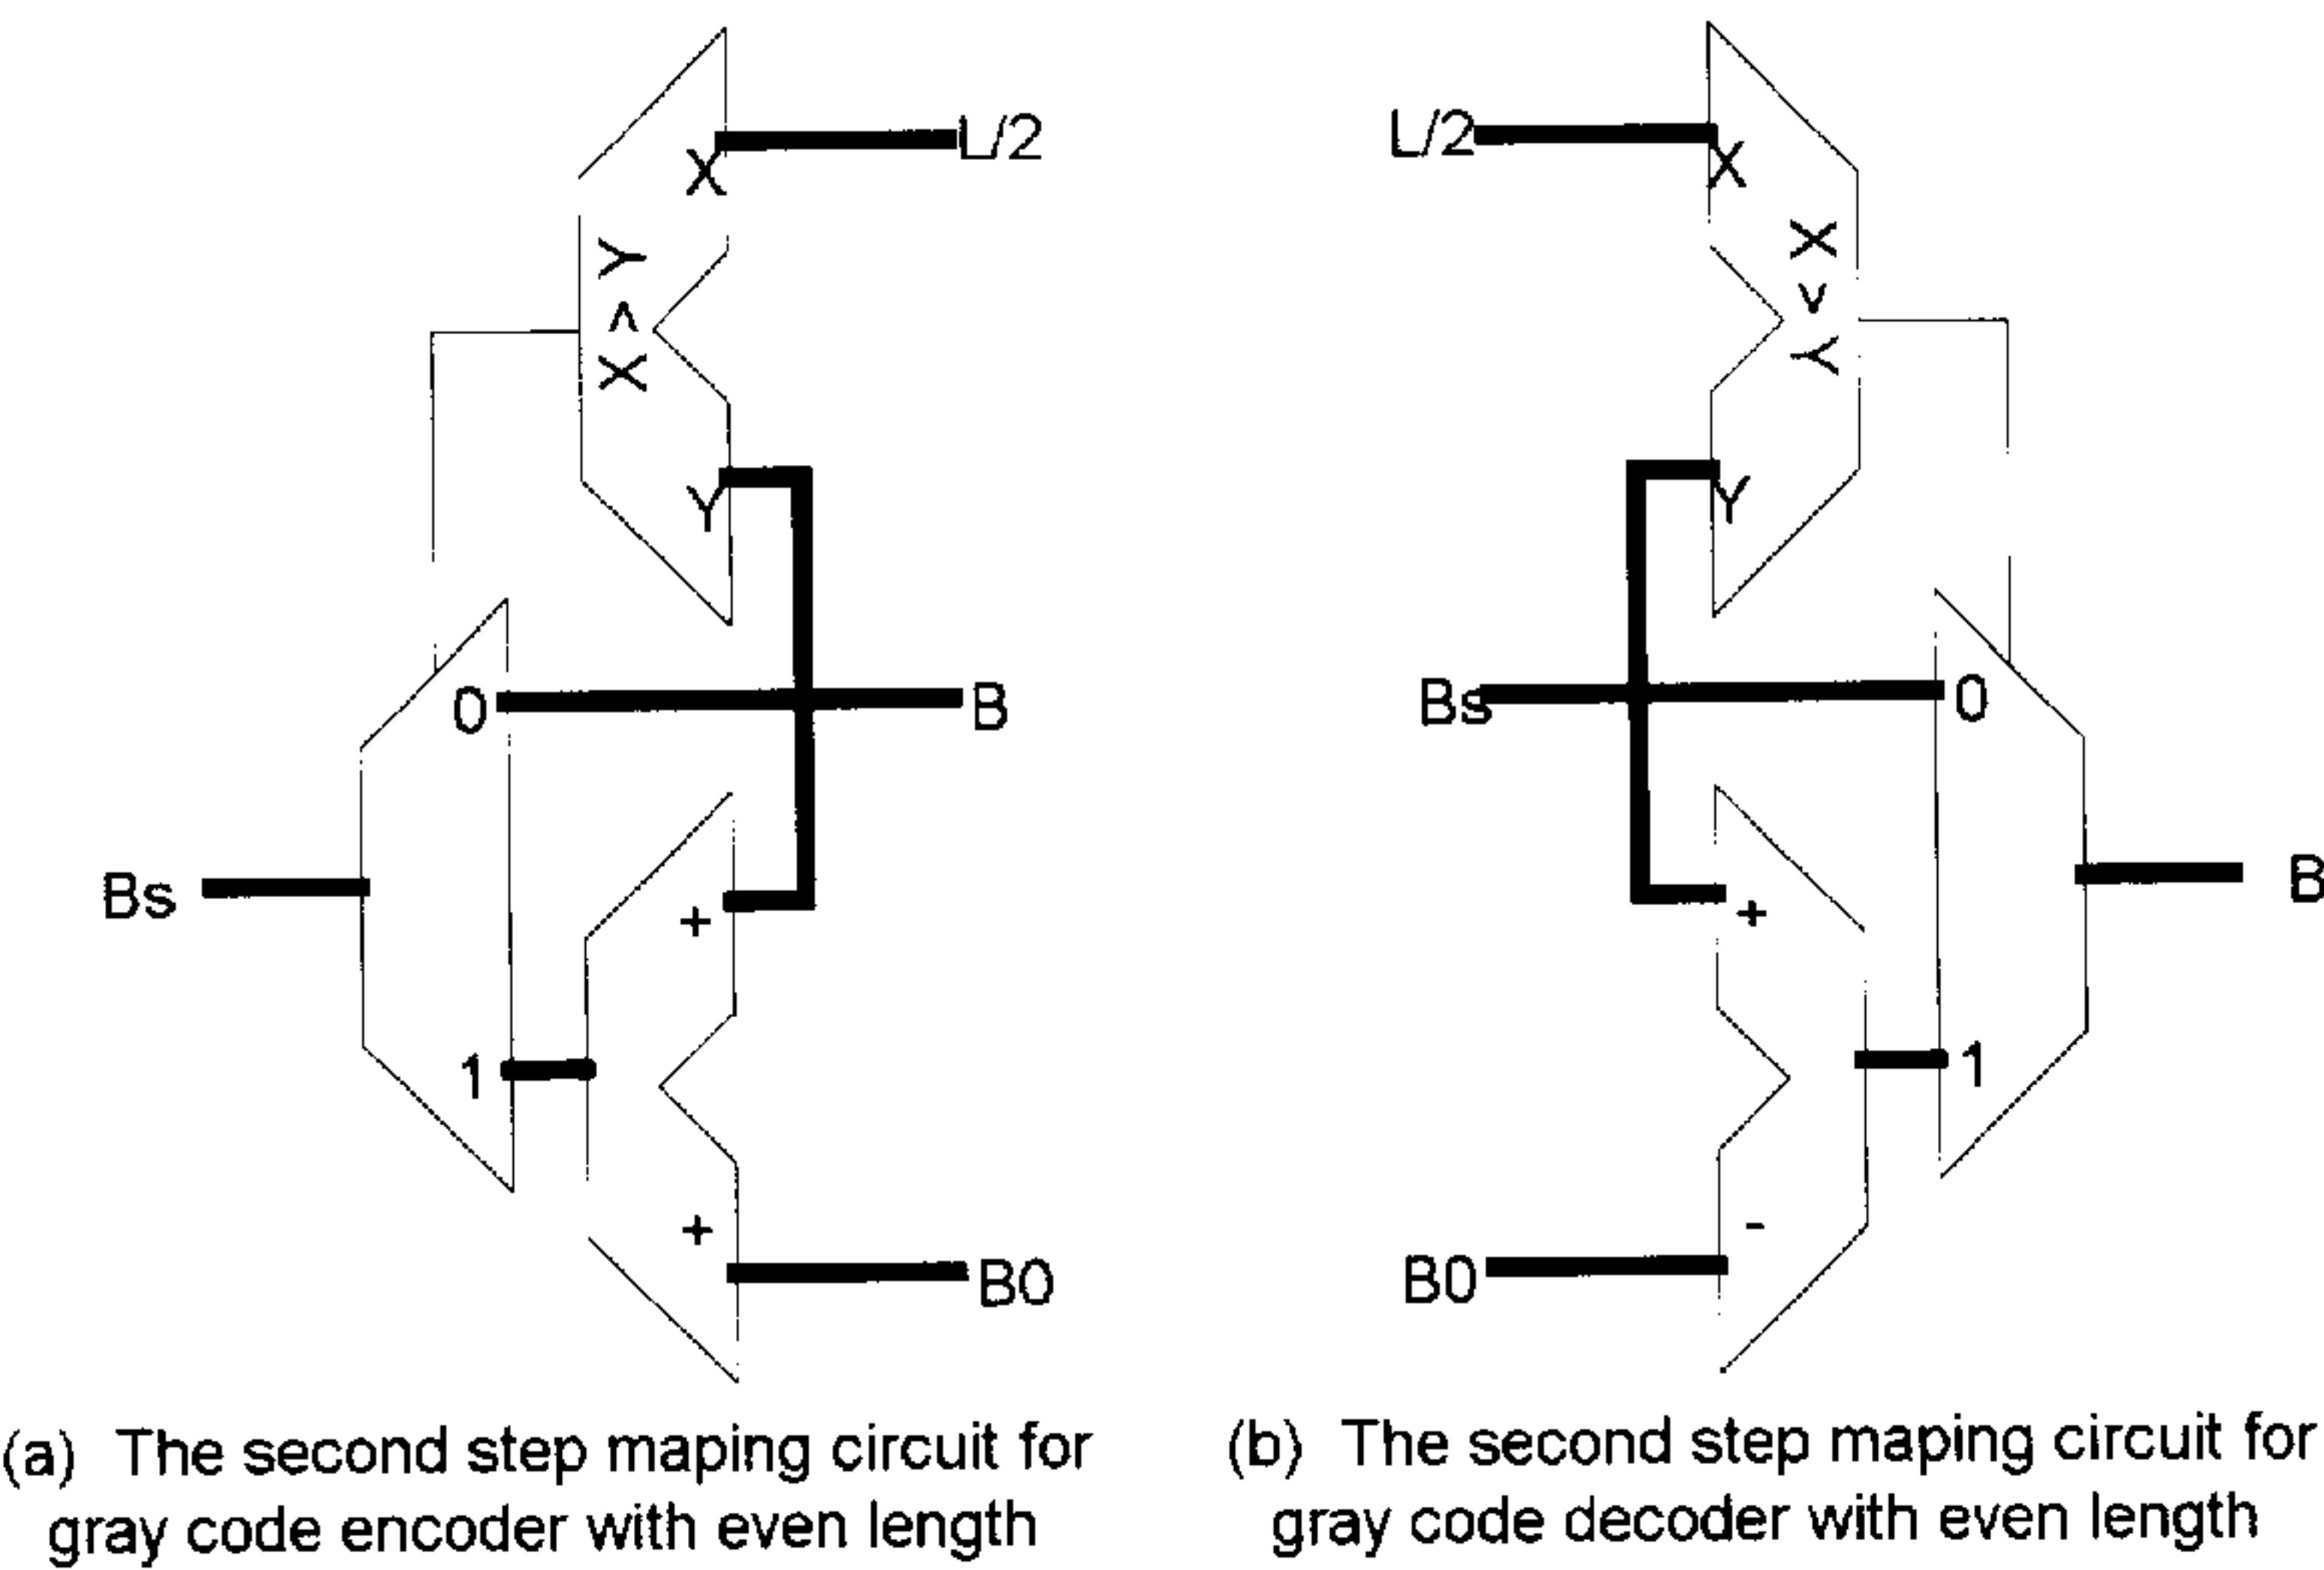 L/2
X
X > Y
Y
0
B
Bs
+
1
+
B0
(a) The second step maping circuit for
gray code encoder with even length
L/2
X
X > Y
Y
Bs
0
B
+
1
-
B0
(b) The second step maping circuit for
gray code decoder with even length